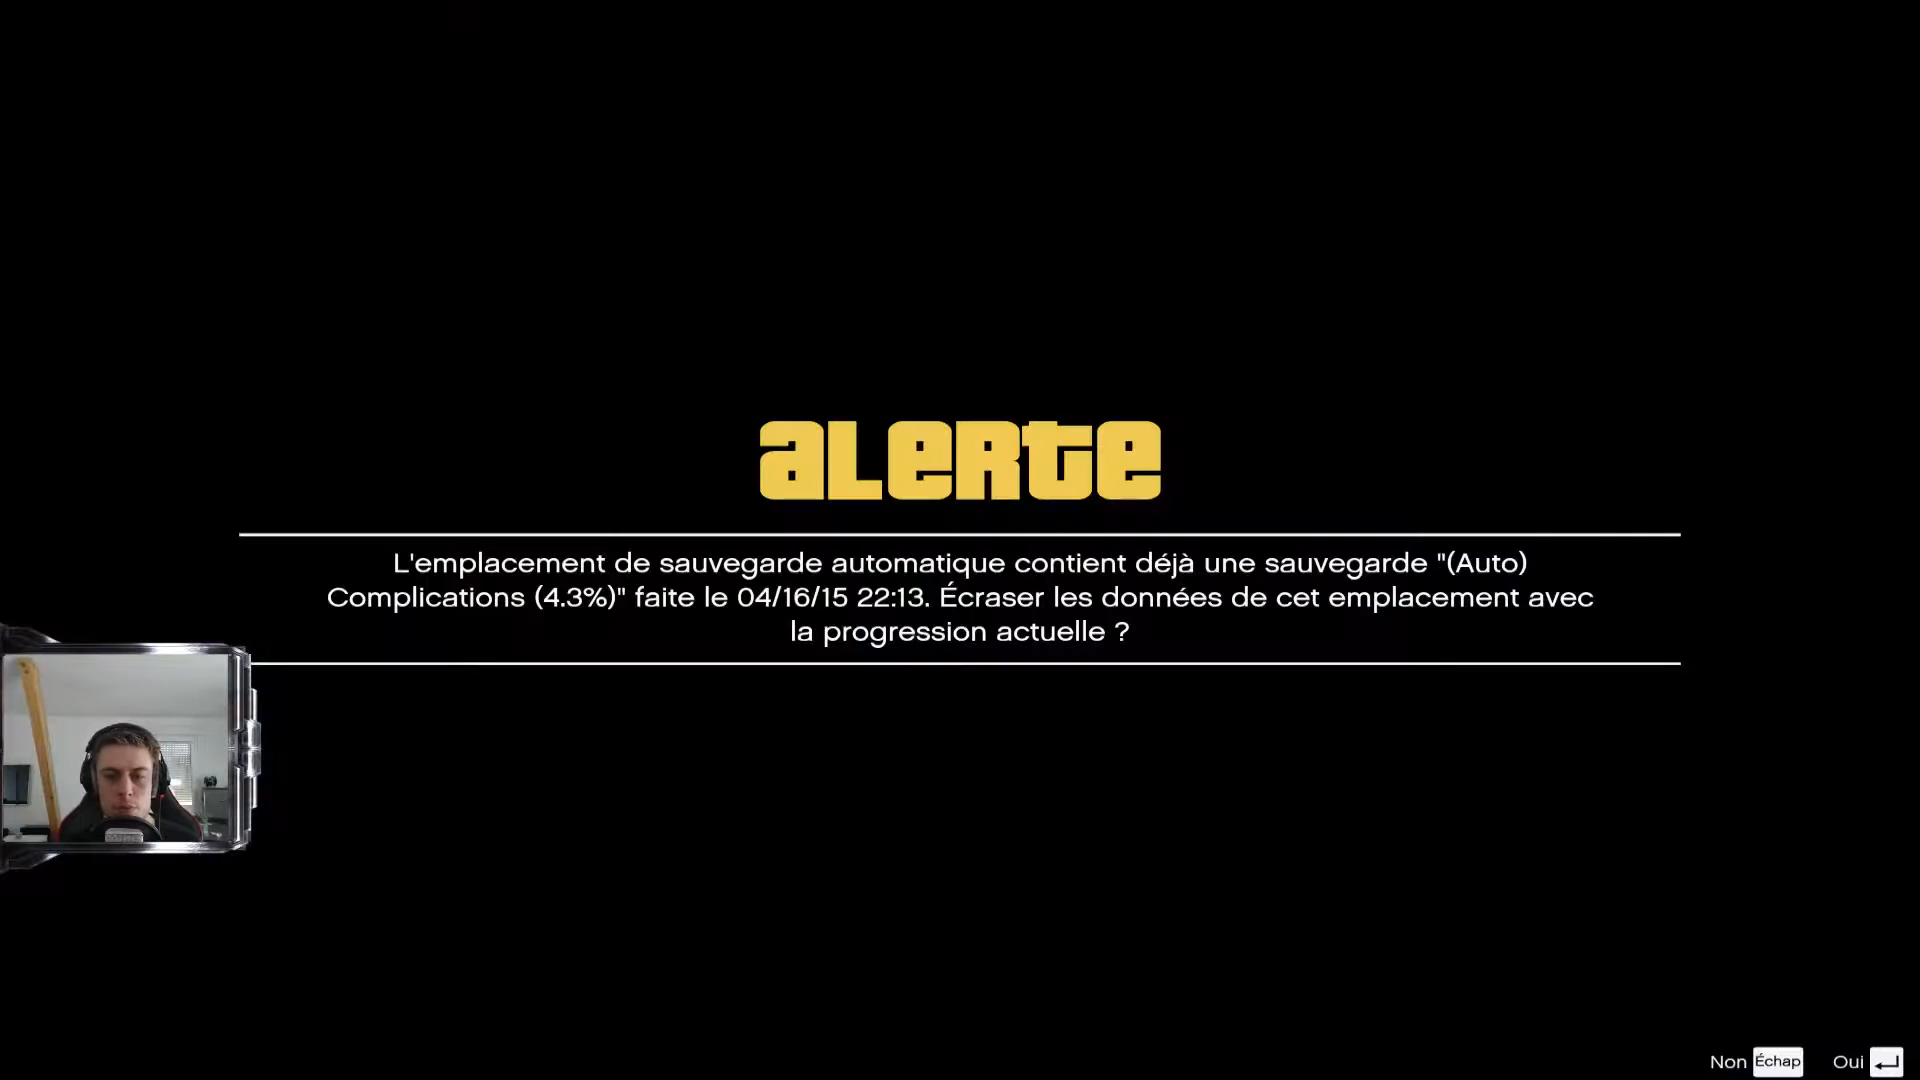 ALERTE
L'emplacement de sauvegarde automatique contient déjà une sauvegarde "(Auto)
Complications (4.3%)" faite le 04/16/15 22:13. Écraser les données de cet emplacement avec
la progression actuelle ?
Non Échap Oui